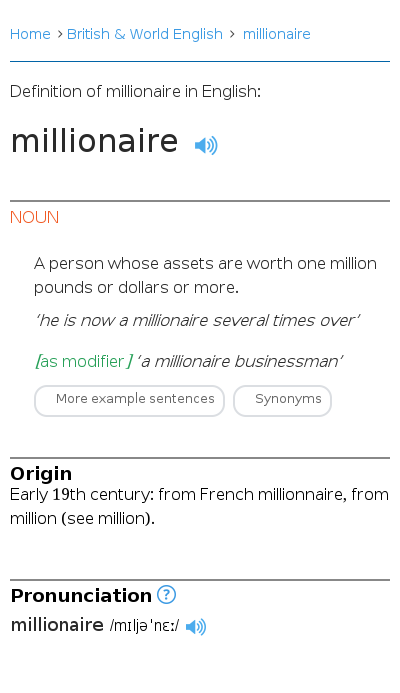 Home > British & World English > millionaire
Definition of millionaire in English:
millionaire
NOUN
A person whose assets are worth one million
pounds or dollars or more.
‘he is now a millionaire several times over’
[as modifier] ‘a millionaire businessman’
More example sentences Synonyms
Origin
Early 19th century: from French millionnaire, from
million (see million).
Pronunciation ?
millionaire /mɪljəˈnɛː/